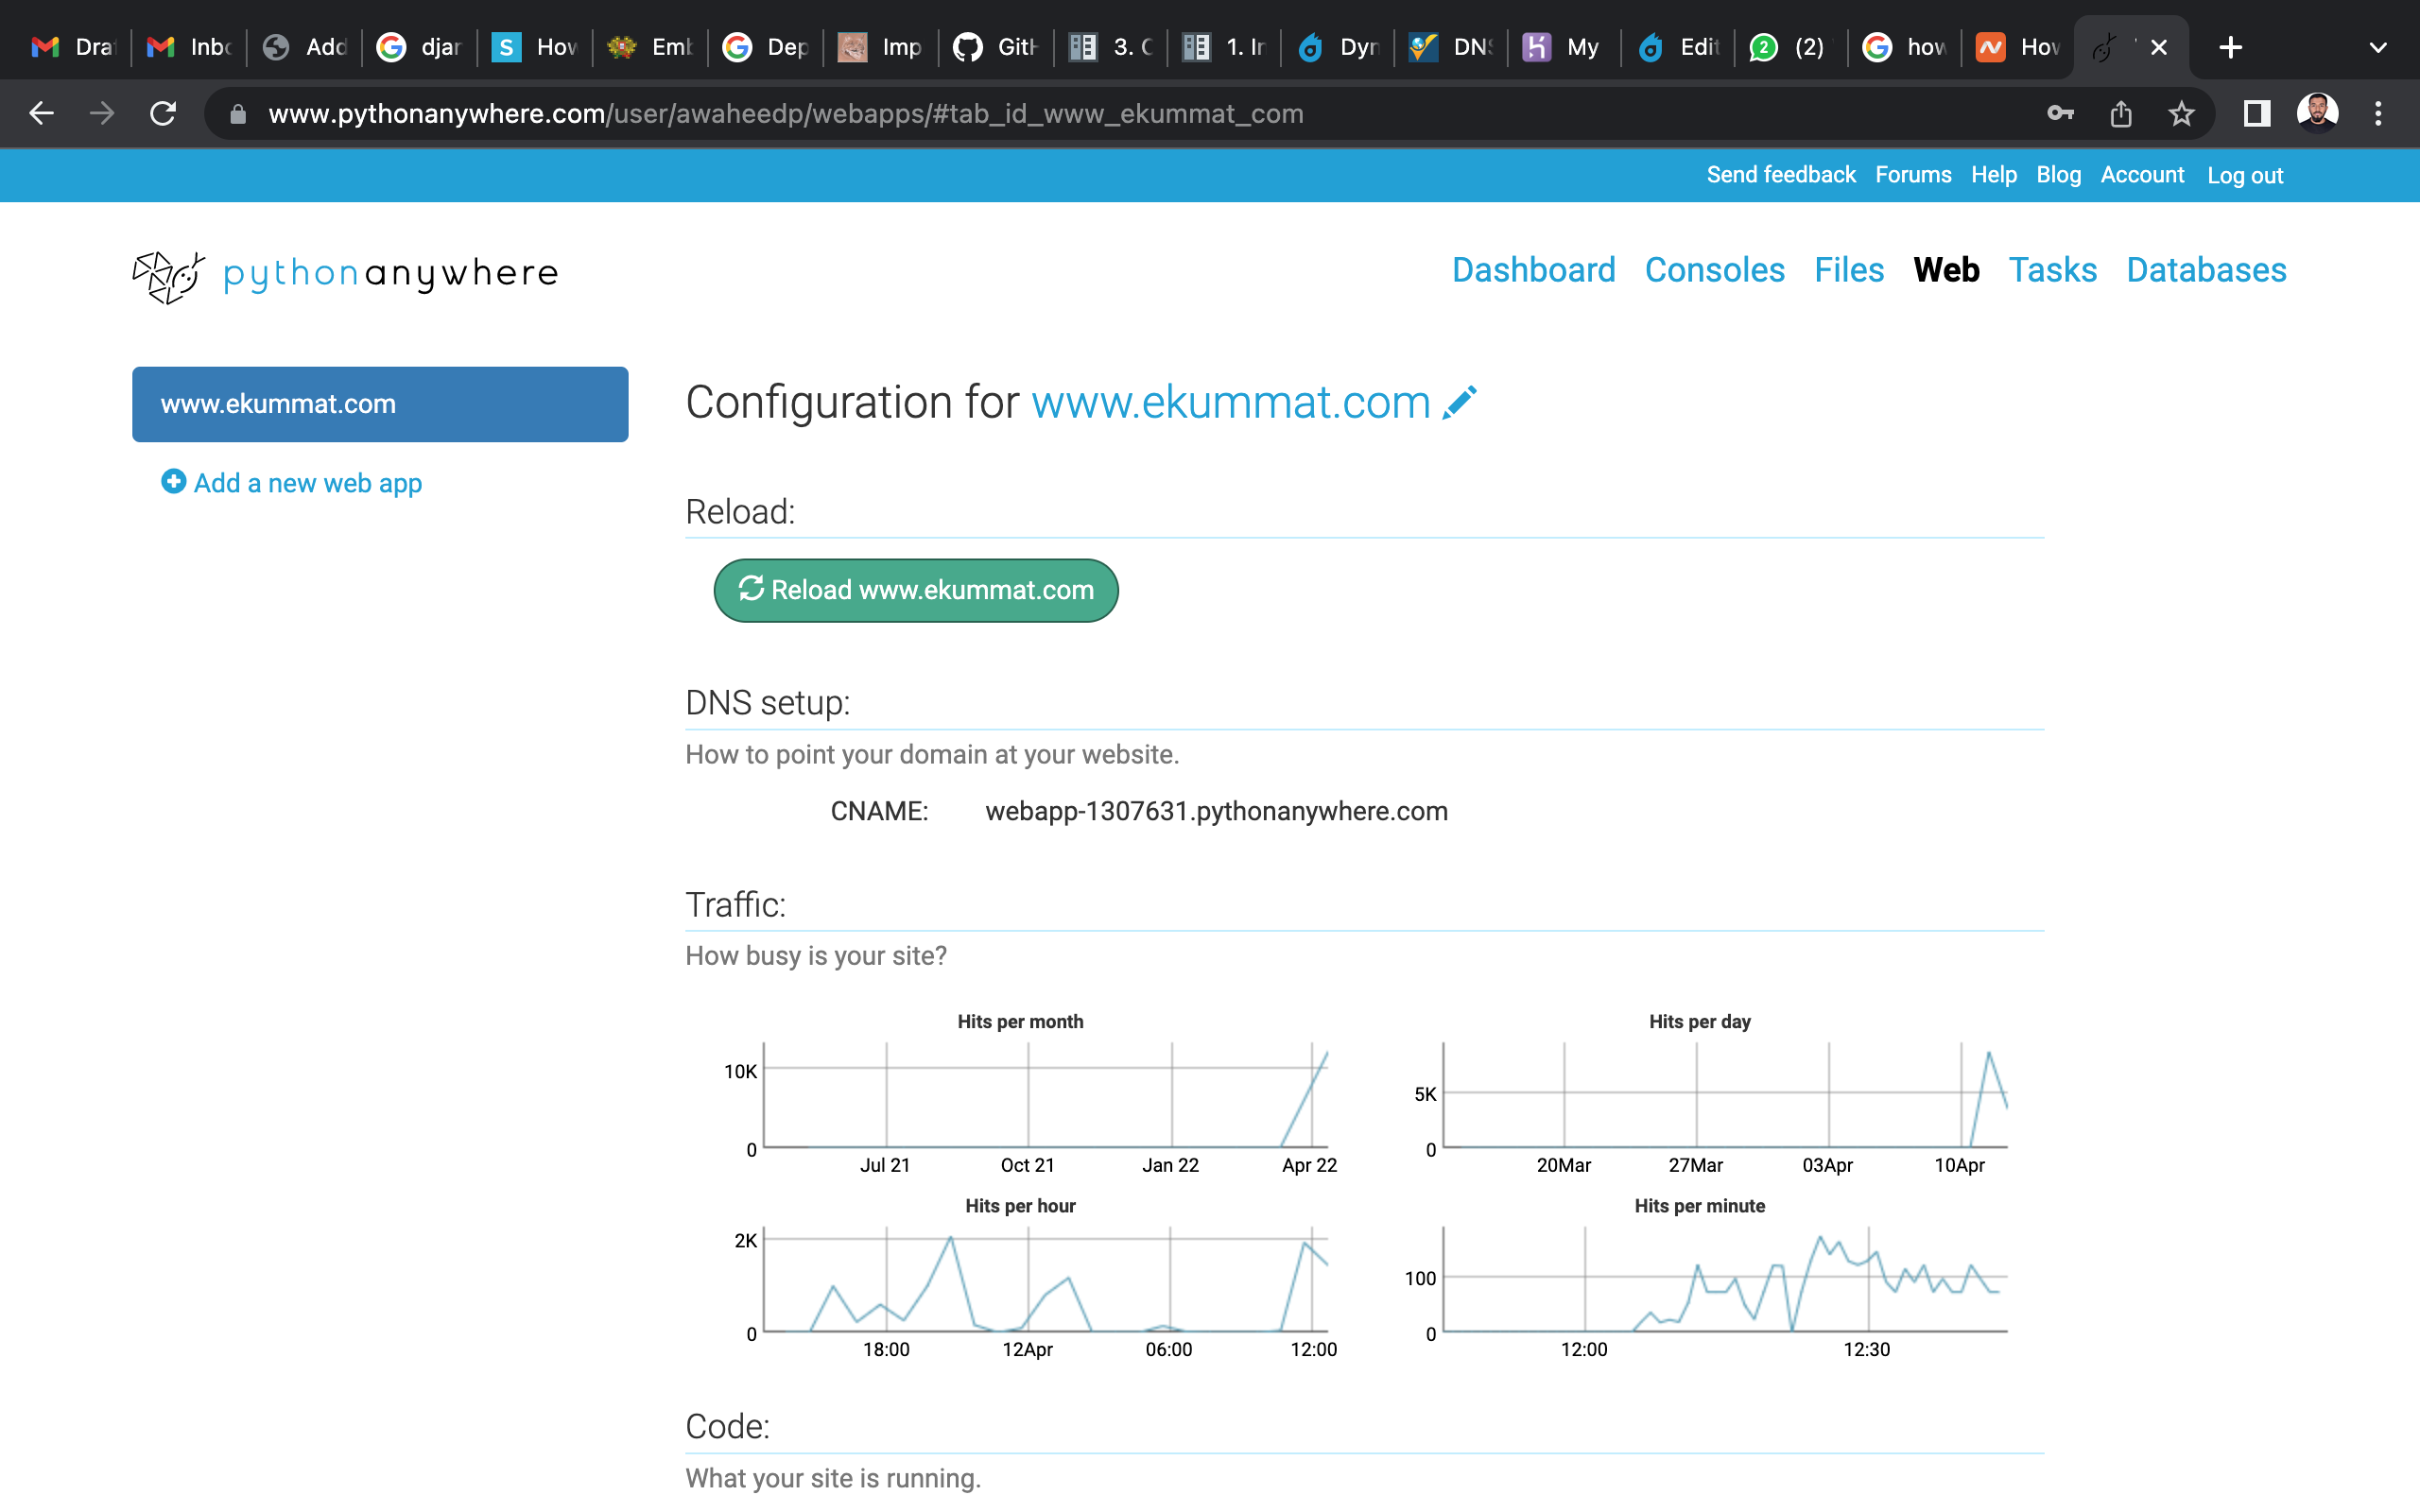 Dra Inbo Add djar How Emb Dep Imp GitH 3. C 1. In Dyn DNS My Edit (2) how How
www.pythonanywhere.com/user/awaheedp/webapps/#tab_id_www_ekummat_com
Send feedback Forums Help Blog Account Log out
pythonanywhere
Dashboard Consoles Files Web Tasks Databases
www.ekummat.com
Add a new web app
Configuration for www.ekummat.com
Reload:
Reload www.ekummat.com
DNS setup:
How to point your domain at your website.
CNAME: webapp-1307631.pythonanywhere.com
Traffic:
How busy is your site?
Hits per month
10K
0
Jul 21 Oct 21 Jan 22 Apr 22
Hits per day
5K
0
20Mar 27Mar 03Apr 10Apr
Hits per hour
2K
0
18:00 12Apr 06:00 12:00
Hits per minute
100
0
12:00 12:30
Code:
What your site is running.